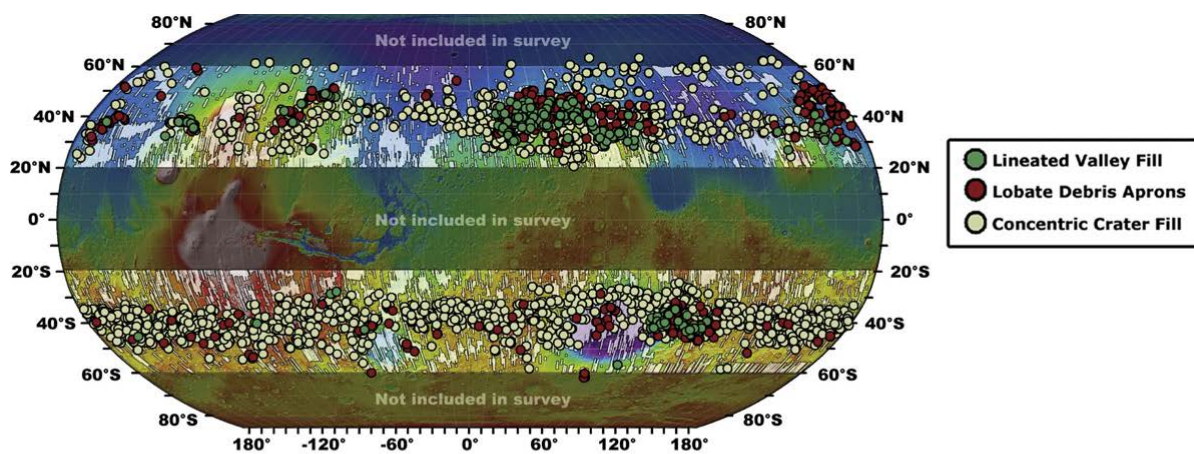 80°N 80°N
Not included in survey
60°N 60°N
40°N 40°N
20°N 20°N
0° Not included in survey 0°
20°S 20°S
40°S 40°S
60°S 60°S
Not included in survey
80°S 80°S
180° -120° -60° 0° 60° 120° 180°
Lineated Valley Fill
Lobate Debris Aprons
Concentric Crater Fill